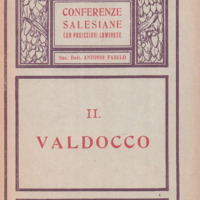 CONFERENZE
SALESIANE
CON PROIEZIONI LUMINOSE
Sac. Dott. ANTONIO FASULO
II.
VALDOCCO